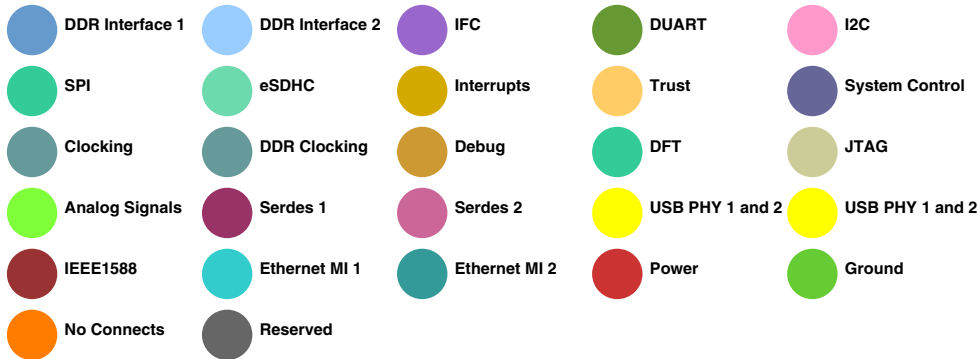 DDR Interface 1 DDR Interface 2 IFC DUART I2C
SPI eSDHC Interrupts Trust System Control
Clocking DDR Clocking Debug DFT JTAG
Analog Signals Serdes 1 Serdes 2 USB PHY 1 and 2 USB PHY 1 and 2
IEEE1588 Ethernet MI 1 Ethernet MI 2 Power Ground
No Connects Reserved